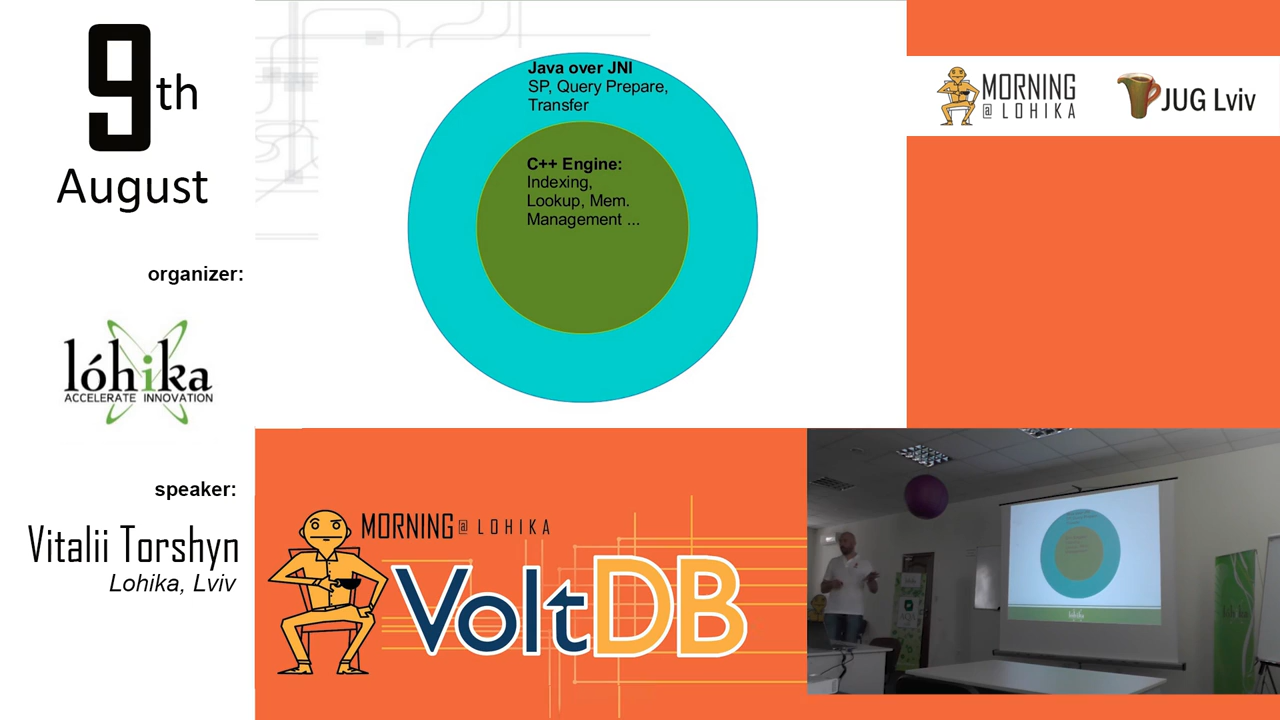 9th
August
organizer:
lóhika
ACCELERATE INNOVATION
speaker:
Vitalii Torshyn
Lohika, Lviv
Java over JNI
SP, Query Prepare,
Transfer
C++ Engine:
Indexing,
Lookup, Mem.
Management ...
MORNING
@ LOHIKA
JUG Lviv
MORNING @ LOHIKA
VoltDB